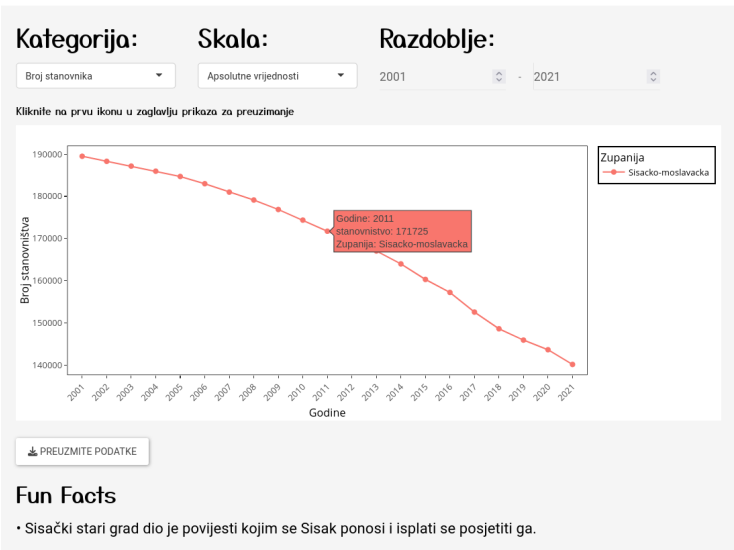 Kategorija: Skala: Razdoblje:
Broj stanovnika Apsolutne vrijednosti 2001 - 2021
Kliknite na prvu ikonu u zaglavlju prikaza za preuzimanje
Broj stanovništva
190000
180000
170000
160000
150000
140000
Godine: 2011
stanovnistvo: 171725
Zupanija: Sisacko-moslavacka
2001 2002 2003 2004 2005 2006 2007 2008 2009 2010 2011 2012 2013 2014 2015 2016 2017 2018 2019 2020 2021
Godine
Zupanija
Sisacko-moslavacka
PREUZMITE PODATKE
Fun Facts
• Sisački stari grad dio je povijesti kojim se Sisak ponosi i isplati se posjetiti ga.